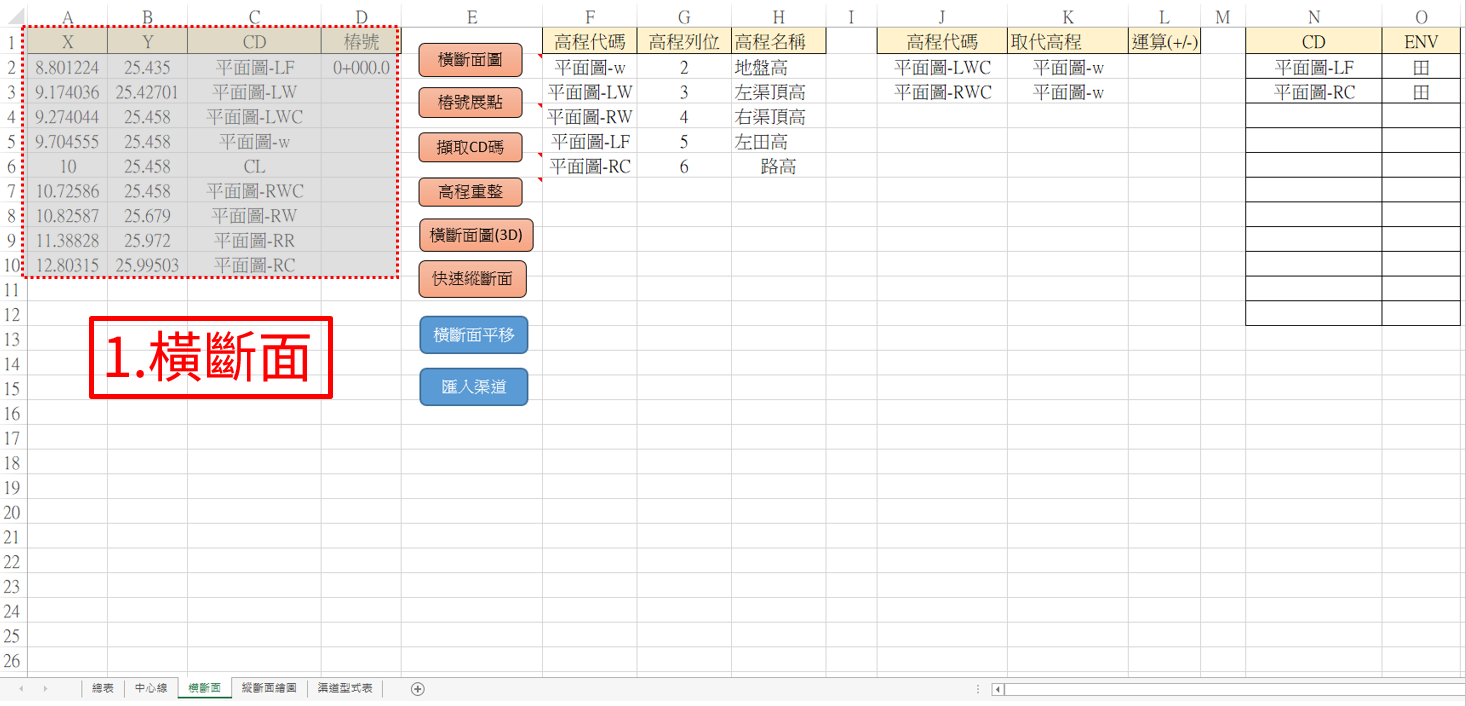 A B C D E F G H I J K L M N O
1 X Y CD 樁號 高程代碼 高程列位 高程名稱 高程代碼 取代高程 運算(+/-) CD ENV
2 8.801224 25.435 平面圖-LF 0+000.0 平面圖-w 2 地盤高 平面圖-LWC 平面圖-w 平面圖-LF 田
3 9.174036 25.42701 平面圖-LW 平面圖-LW 3 左渠頂高 平面圖-RWC 平面圖-w 平面圖-RC 田
4 9.274044 25.458 平面圖-LWC 平面圖-RW 4 右渠頂高
5 9.704555 25.458 平面圖-w 平面圖-LF 5 左田高
6 10 25.458 CL 平面圖-RC 6 路高
7 10.72586 25.458 平面圖-RWC
8 10.82587 25.679 平面圖-RW
9 11.38828 25.972 平面圖-RR
10 12.80315 25.99503 平面圖-RC
橫斷面圖
樁號展點
擷取CD碼
高程重整
橫斷面圖(3D)
快速縱斷面
橫斷面平移
匯入渠道
1.橫斷面
11
12
13
14
15
16
17
18
19
20
21
22
23
24
25
26
總表 中心線 橫斷面 縱斷面繪圖 渠道型式表